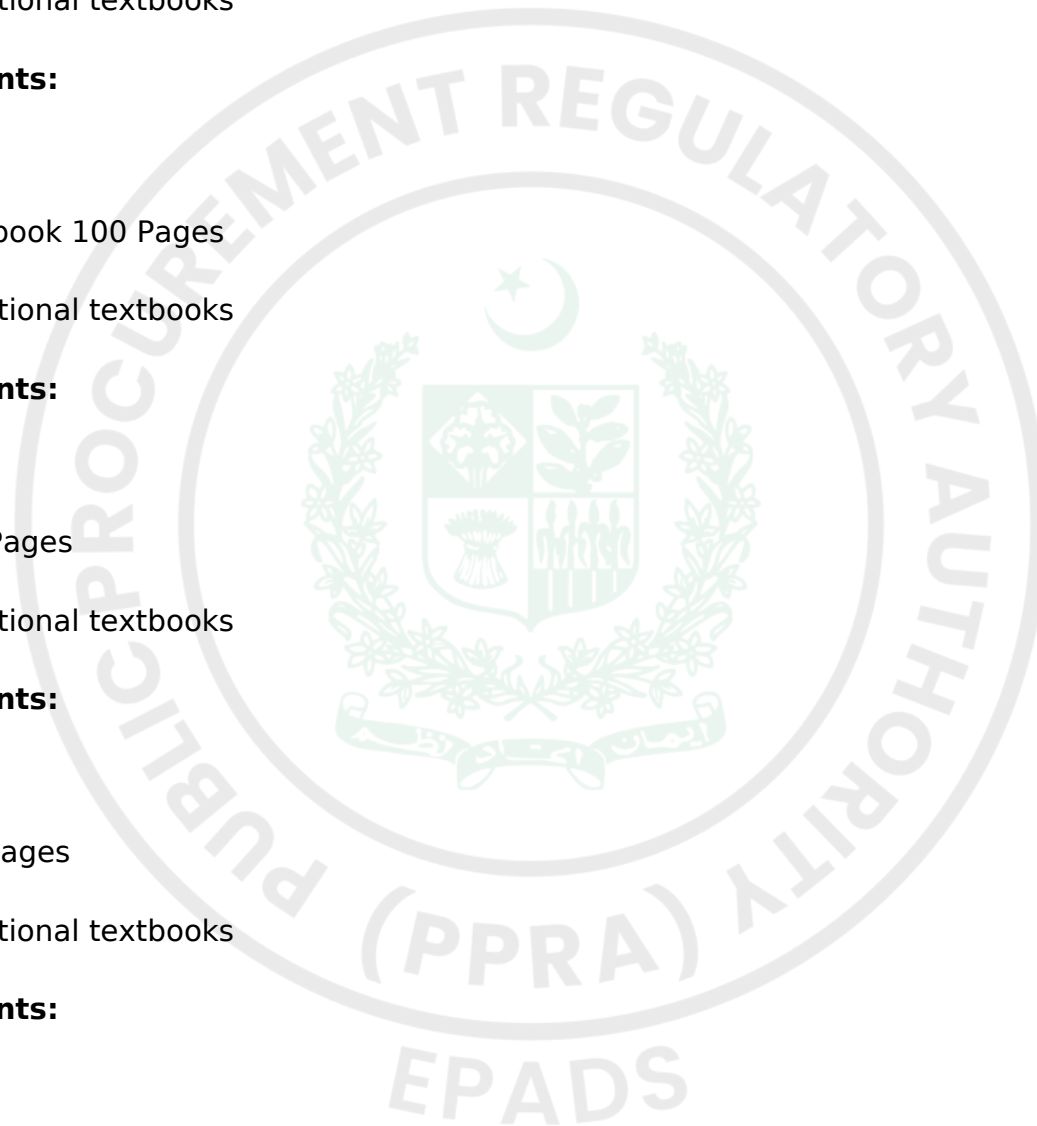 tional textbooks
nts:
ook 100 Pages
tional textbooks
nts:
Pages
tional textbooks
nts:
ages
tional textbooks
nts:
PUBLIC PROCUREMENT REGULATORY AUTHORITY
(PPRA)
EPADS